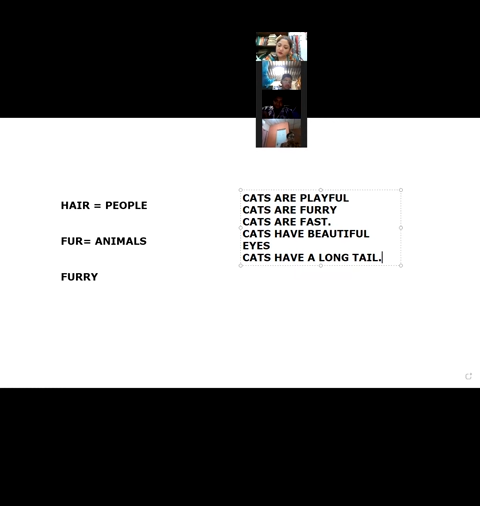 HAIR = PEOPLE
FUR= ANIMALS
FURRY
CATS ARE PLAYFUL
CATS ARE FURRY
CATS ARE FAST.
CATS HAVE BEAUTIFUL
EYES
CATS HAVE A LONG TAIL.